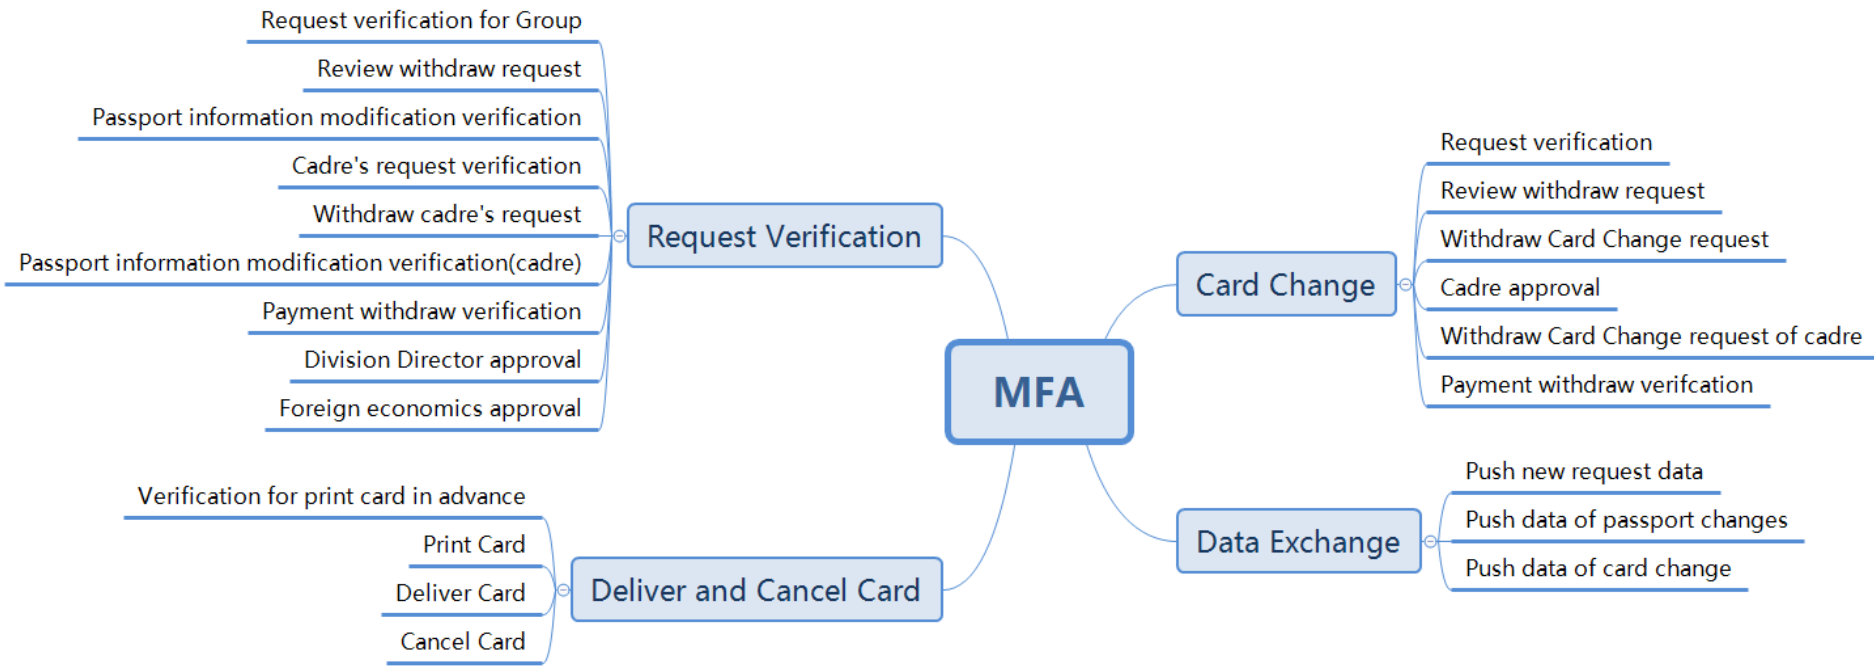 Request verification for Group
Review withdraw request
Passport information modification verification
Cadre's request verification
Withdraw cadre's request
Passport information modification verification(cadre)
Payment withdraw verification
Division Director approval
Foreign economics approval
Request Verification
Verification for print card in advance
Print Card
Deliver Card
Cancel Card
Deliver and Cancel Card
MFA
Card Change
Request verification
Review withdraw request
Withdraw Card Change request
Cadre approval
Withdraw Card Change request of cadre
Payment withdraw verifcation
Data Exchange
Push new request data
Push data of passport changes
Push data of card change